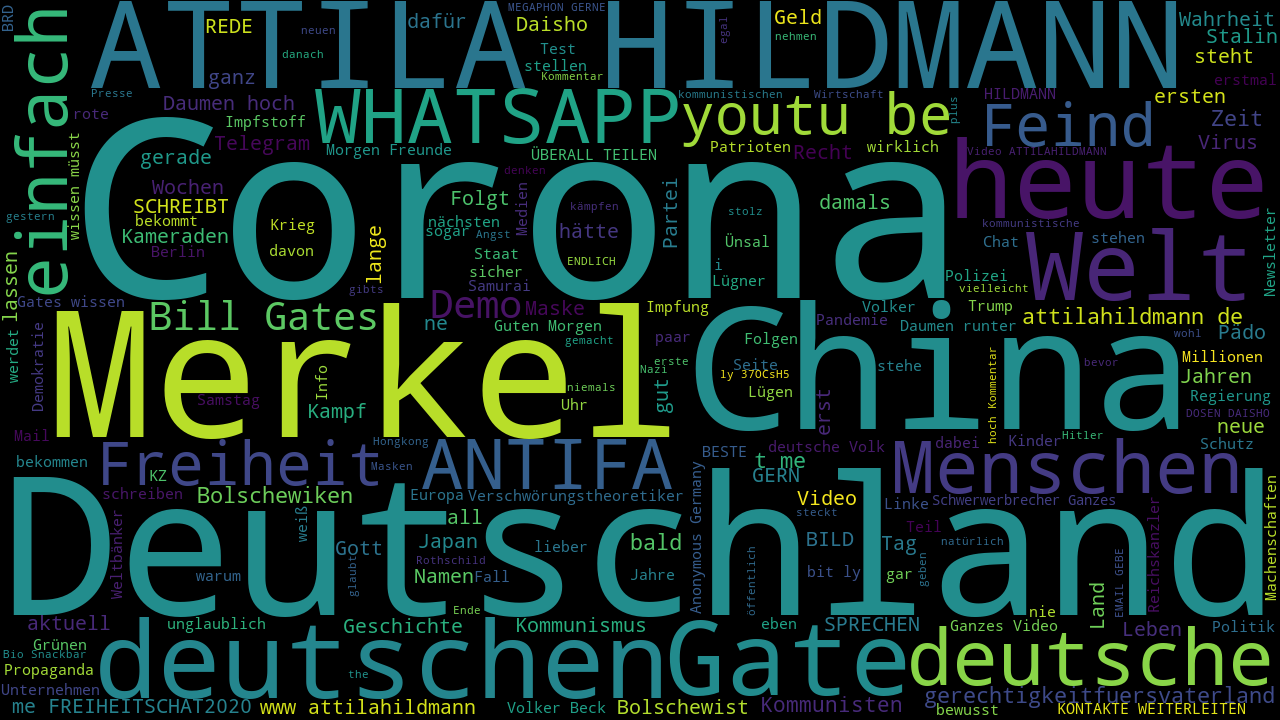 BRD
einfach
ATTILA HILDMANN
REDE
neuen
danach
dafür
MEGAPHON GERNE
Daisho
Test
stellen
Kommentar
egal
Geld
nehmen
Wahrheit
Stalin
steht
erstmal
Presse
rote
ganz
Daumen hoch
Impfstoff
Telegram
WHATSAPP
Morgen Freunde
ÜBERALL TEILEN
youtu be
kommunistischen
Wirtschaft
plus
Patrioten
Recht
wirklich
HILDMANN
Feind
ersten
Zeit
Virus
Video ATTILAHILDMANN
wissen müsst
gerade
Wochen
SCHREIBT
bekommt
Kameraden
Berlin
Corona
Krieg
davon
lange
gibts
denken
Folgt
nächsten
sogar
Angst
Medien
kämpfen
hätte
Staat
sicher
Samurai
ENDLICH
Partei
stolz
Ünsal
i
Lügner
damals
heute
kommunistische
Chat
stehen
Welt
Newsletter
gestern
lassen
Gates wissen
Polizei
vielleicht
Bill Gates
Demo
Maske
ne
Guten Morgen
gemacht
Impfung
paar
Volker
Trump
Pandemie
Daumen runter
attilahildmann de
wohl
Pädo
werdet
Demokratie
Merkel
China
Folgen
Seite
ly 37OCsH5
Lügen
stehe
erst
hoch Kommentar
bevor
Millionen
Jahren
Regierung
DOSEN DAISHO
neue
Samstag
Info
Kampf
niemals
Uhr
erste
Nazi
gut
Mail
bekommen
Freiheit
KZ
Hongkong
Masken
ANTIFA
BESTE
deutsche Volk
t me
GERN
dabei
Kinder
Hitler
Schutz
Menschen
schreiben
Bolschewiken
Europa
Verschwörungstheoretiker
Video
steckt
Linke
Schwerwerbrecher Ganzes
Deutschland
Weltbänker
weiß
all
Gott
Japan
lieber
bald
Anonymous Germany
BILD
Tag
Teil
natürlich
Reichskanzler
Machenschaften
warum
glaubt
Rothschild
Namen
Fall
Jahre
öffentlich
bit ly
gar
geben
Ende
nie
Land
EMAIL GEBE
aktuell
unglaublich
Geschichte
Kommunismus
eben
SPRECHEN
Ganzes Video
Leben
Politik
Grünen
Bio Snackbar
Propaganda
Unternehmen
deutschen
the
Gate
deutsche
gerechtigkeitfuersvaterland
me FREIHEITSCHAT2020
www attilahildmann
Volker Beck
Bolschewist
Kommunisten
bewusst
KONTAKTE WEITERLEITEN